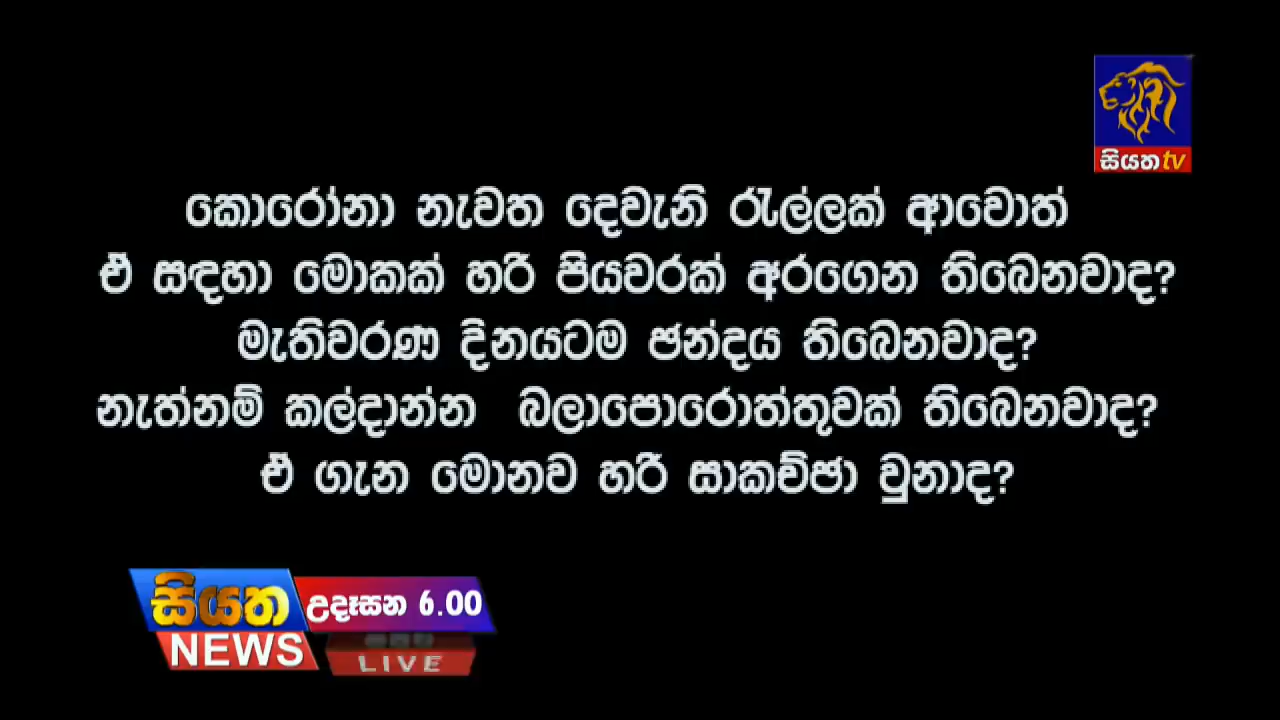 සියත tv
කොරෝනා නැවත දෙවැනි රැල්ලක් ආවොත්
ඒ සඳහා මොකක් හරි පියවරක් අරගෙන තිබෙනවාද?
මැතිවරණ දිනයටම ඡන්දය තිබෙනවාද?
නැත්නම් කල්දාන්න බලාපොරොත්තුවක් තිබෙනවාද?
ඒ ගැන මොනව හරි සාකච්ඡා වුනාද?
සියත උදෑසන 6.00
NEWS LIVE